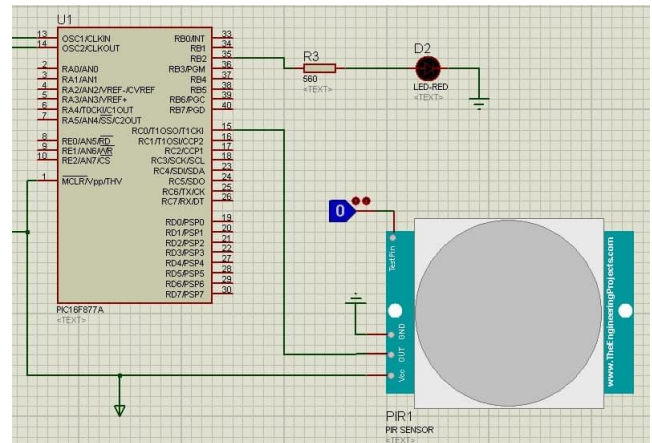 U1
13 OSC1/CLKIN RB0/INT 33
14 OSC2/CLKOUT RB1 34
RB2 35
2 RA0/AN0 RB3/PGM 36
3 RA1/AN1 RB4 37
4 RA2/AN2/VREF-/CVREF RB5 38
5 RA3/AN3/VREF+ RB6/PGC 39
6 RA4/T0CKI/C1OUT RB7/PGD 40
7 RA5/AN4/SS/C2OUT
RC0/T1OSO/T1CKI 15
8 RE0/AN5/RD RC1/T1OSI/CCP2 16
9 RE1/AN6/WR RC2/CCP1 17
10 RE2/AN7/CS RC3/SCK/SCL 18
RC4/SDI/SDA 23
1 MCLR/Vpp/THV RC5/SDO 24
RC6/TX/CK 25
RC7/RX/DT 26
RD0/PSP0 19
RD1/PSP1 20
RD2/PSP2 21
RD3/PSP3 22
RD4/PSP4 27
RD5/PSP5 28
RD6/PSP6 29
RD7/PSP7 30
PIC16F877A
<TEXT>
R3
560
<TEXT>
D2
LED-RED
<TEXT>
0
TestPin
GND
OUT
Vcc
www.TheEngineeringProjects.com
PIR1
PIR SENSOR
<TEXT>